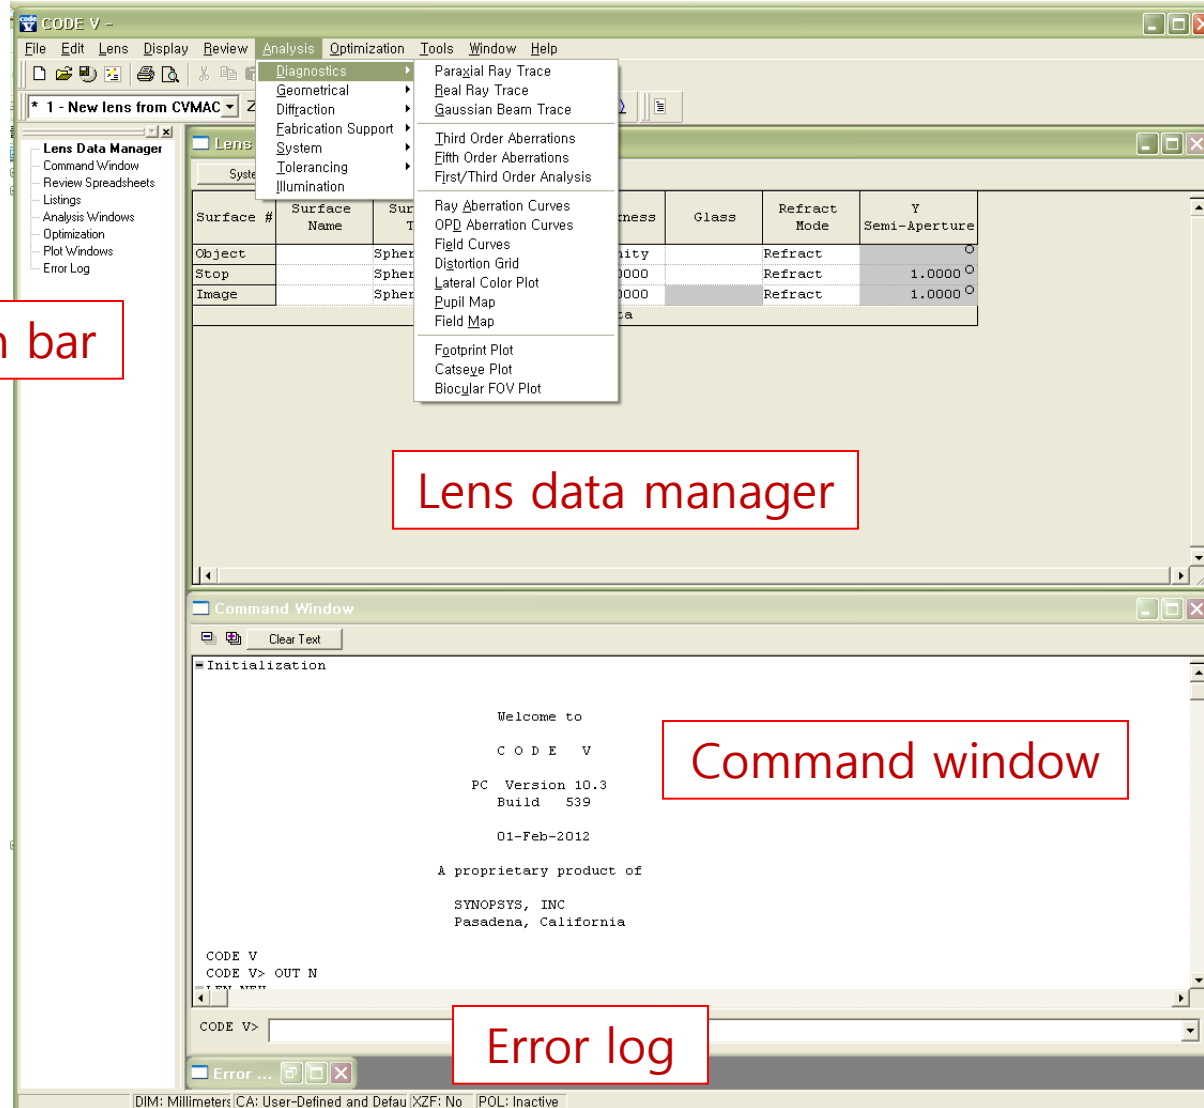 CODE V -
File Edit Lens Display Review Analysis Optimization Tools Window Help
* 1 - New lens from CVMAC
Diagnostics
Geometrical
Diffraction
Fabrication Support
System
Tolerancing
Illumination
Paraxial Ray Trace
Real Ray Trace
Gaussian Beam Trace
Third Order Aberrations
Fifth Order Aberrations
First/Third Order Analysis
Ray Aberration Curves
OPD Aberration Curves
Field Curves
Distortion Grid
Lateral Color Plot
Pupil Map
Field Map
Footprint Plot
Catseye Plot
Biocular FOV Plot
Lens Data Manager
Command Window
Review Spreadsheets
Listings
Analysis Windows
Optimization
Plot Windows
Error Log
bar
Lens
Surface # Surface Name Glass Refract Mode Y Semi-Aperture
Object Refract
Stop Refract 1.0000
Image Refract 1.0000
Lens data manager
Command Window
Clear Text
Initialization
Welcome to
C O D E V
PC Version 10.3
Build 539
01-Feb-2012
A proprietary product of
SYNOPSYS, INC
Pasadena, California
CODE V
CODE V> OUT N
Command window
CODE V>
Error log
Error ...
DIM: Millimeters CA: User-Defined and Defau XZF: No POL: Inactive